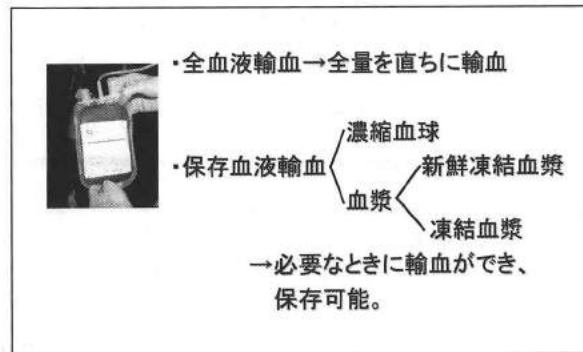 ・全血液輸血→全量を直ちに輸血
濃縮血球
・保存血液輸血
新鮮凍結血漿
血漿
凍結血漿
→必要なときに輸血ができ、
保存可能。